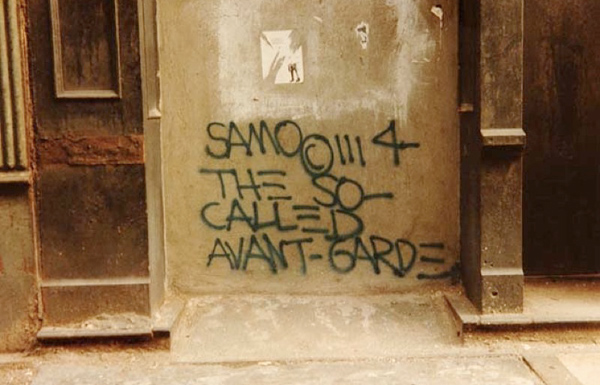 SAMO©III 4-
THE SO-
CALLED
AVANT-GARDE